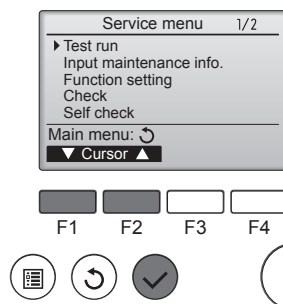 Service menu 1/2
Test run
Input maintenance info.
Function setting
Check
Self check
Main menu:
▼ Cursor ▲
F1 F2 F3 F4